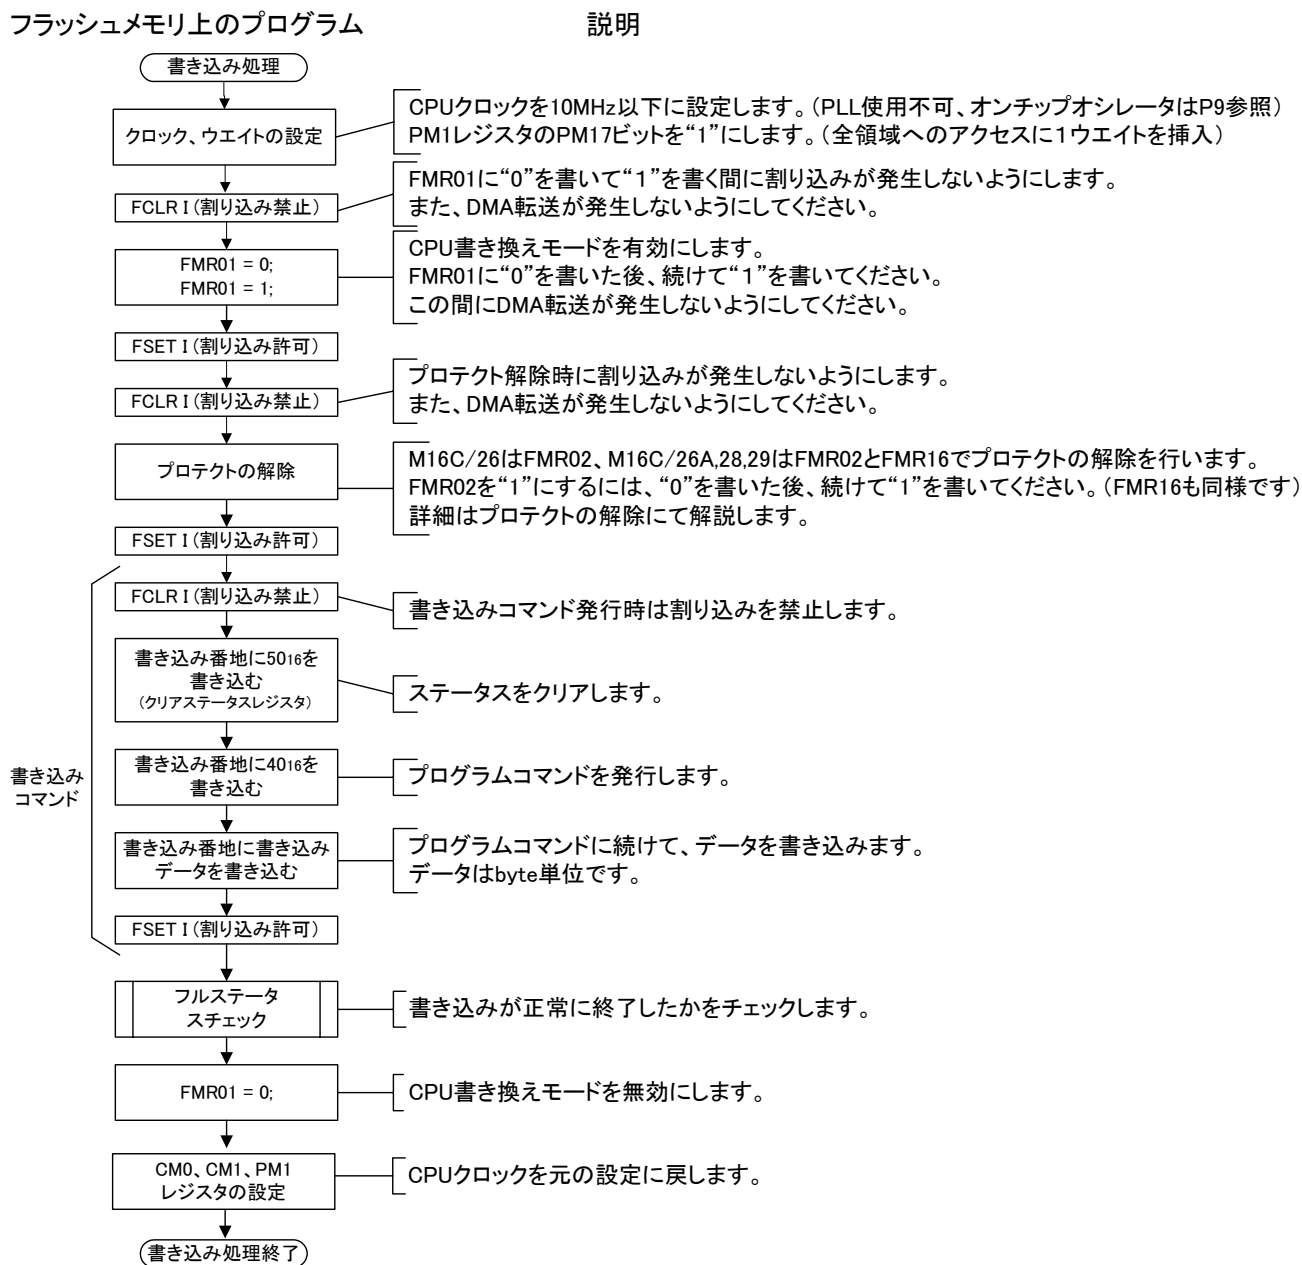 フラッシュメモリ上のプログラム
説明
書き込み処理
クロック、ウエイトの設定
CPUクロックを10MHz以下に設定します。（PLL使用不可、オンチップオシレータはP9参照）
PM1レジスタのPM17ビットを“1”にします。（全領域へのアクセスに１ウエイトを挿入）
FCLR I（割り込み禁止）
FMR01に“0”を書いて“１”を書く間に割り込みが発生しないようにします。
また、DMA転送が発生しないようにしてください。
FMR01 = 0;
FMR01 = 1;
CPU書き換えモードを有効にします。
FMR01に“0”を書いた後、続けて“１”を書いてください。
この間にDMA転送が発生しないようにしてください。
FSET I（割り込み許可）
FCLR I（割り込み禁止）
プロテクト解除時に割り込みが発生しないようにします。
また、DMA転送が発生しないようにしてください。
プロテクトの解除
M16C/26はFMR02、M16C/26A,28,29はFMR02とFMR16でプロテクトの解除を行います。
FMR02を“1”にするには、“0”を書いた後、続けて“1”を書いてください。（FMR16も同様です）
詳細はプロテクトの解除にて解説します。
FSET I（割り込み許可）
FCLR I（割り込み禁止）
書き込みコマンド発行時は割り込みを禁止します。
書き込み番地に5016を
書き込む
（クリアステータスレジスタ）
ステータスをクリアします。
書き込み
コマンド
書き込み番地に4016を
書き込む
プログラムコマンドを発行します。
書き込み番地に書き込み
データを書き込む
プログラムコマンドに続けて、データを書き込みます。
データはbyte単位です。
FSET I（割り込み許可）
フルステータ
スチェック
書き込みが正常に終了したかをチェックします。
FMR01 = 0;
CPU書き換えモードを無効にします。
CM0、CM1、PM1
レジスタの設定
CPUクロックを元の設定に戻します。
書き込み処理終了